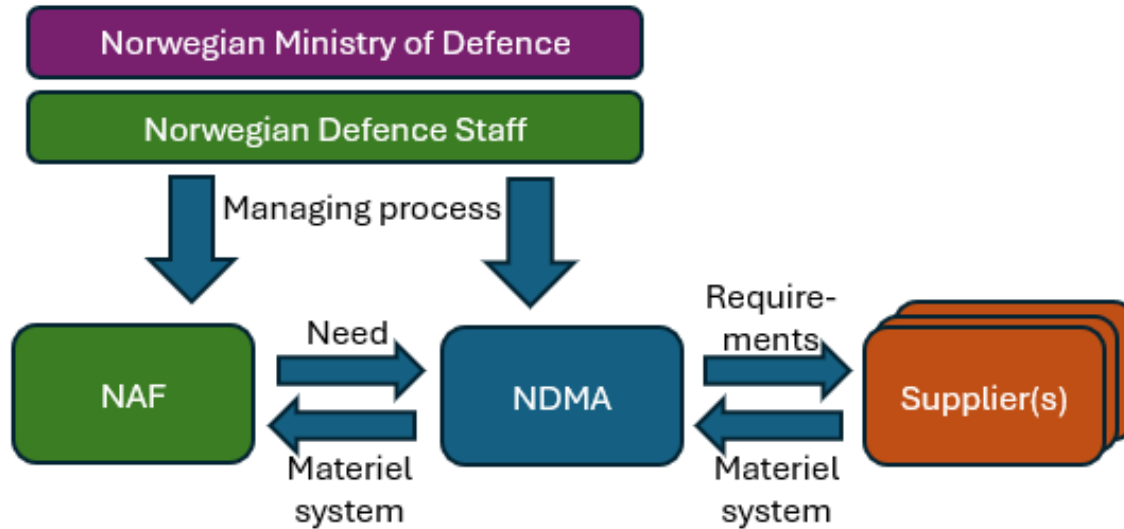 Norwegian Ministry of Defence
Norwegian Defence Staff
Managing process
Need
Require-
ments
NAF
NDMA
Supplier(s)
Materiel
system
Materiel
system